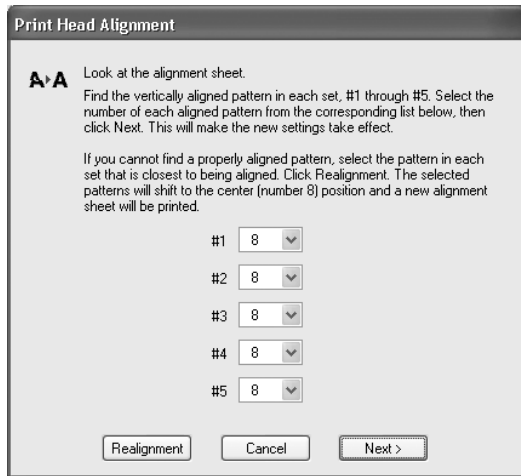 Print Head Alignment
A▸A
Look at the alignment sheet.
Find the vertically aligned pattern in each set, #1 through #5. Select the
number of each aligned pattern from the corresponding list below, then
click Next. This will make the new settings take effect.
If you cannot find a properly aligned pattern, select the pattern in each
set that is closest to being aligned. Click Realignment. The selected
patterns will shift to the center (number 8) position and a new alignment
sheet will be printed.
#1 8
#2 8
#3 8
#4 8
#5 8
Realignment Cancel Next >